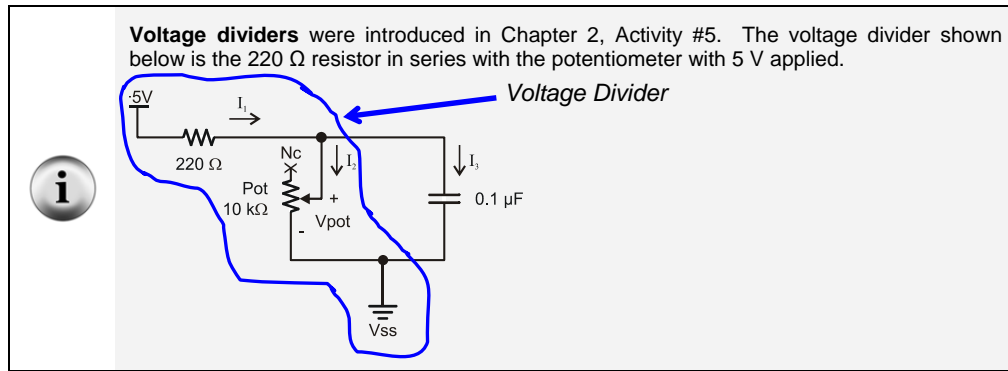 Voltage dividers were introduced in Chapter 2, Activity #5. The voltage divider shown
below is the 220 Ω resistor in series with the potentiometer with 5 V applied.
Voltage Divider
·5V
I₁
220 Ω
Nc
I₂
I₃
Pot
10 kΩ
+
Vpot
-
0.1 µF
Vss
i